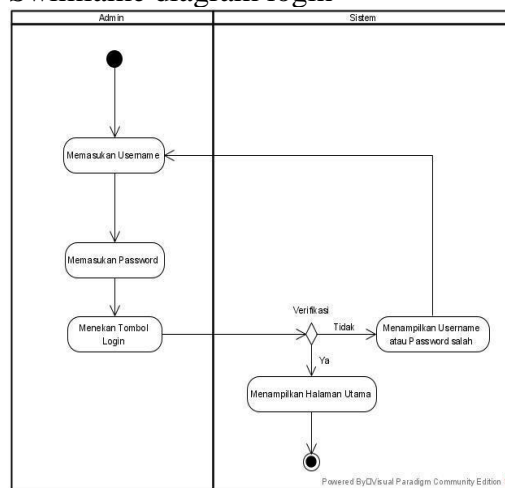 Swimlane diagram login
Admin
Sistem
Memasukan Username
Memasukan Password
Menekan Tombol
Login
Verifikasi
Tidak
Menampilkan Username
atau Password salah
Ya
Menampilkan Halaman Utama
Powered By Visual Paradigm Community Edition